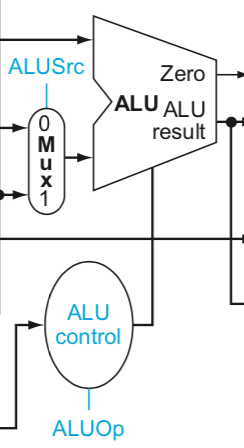 Zero
ALUSrc
ALU
ALU
result
0
M
u
x
1
ALU
control
ALUOp